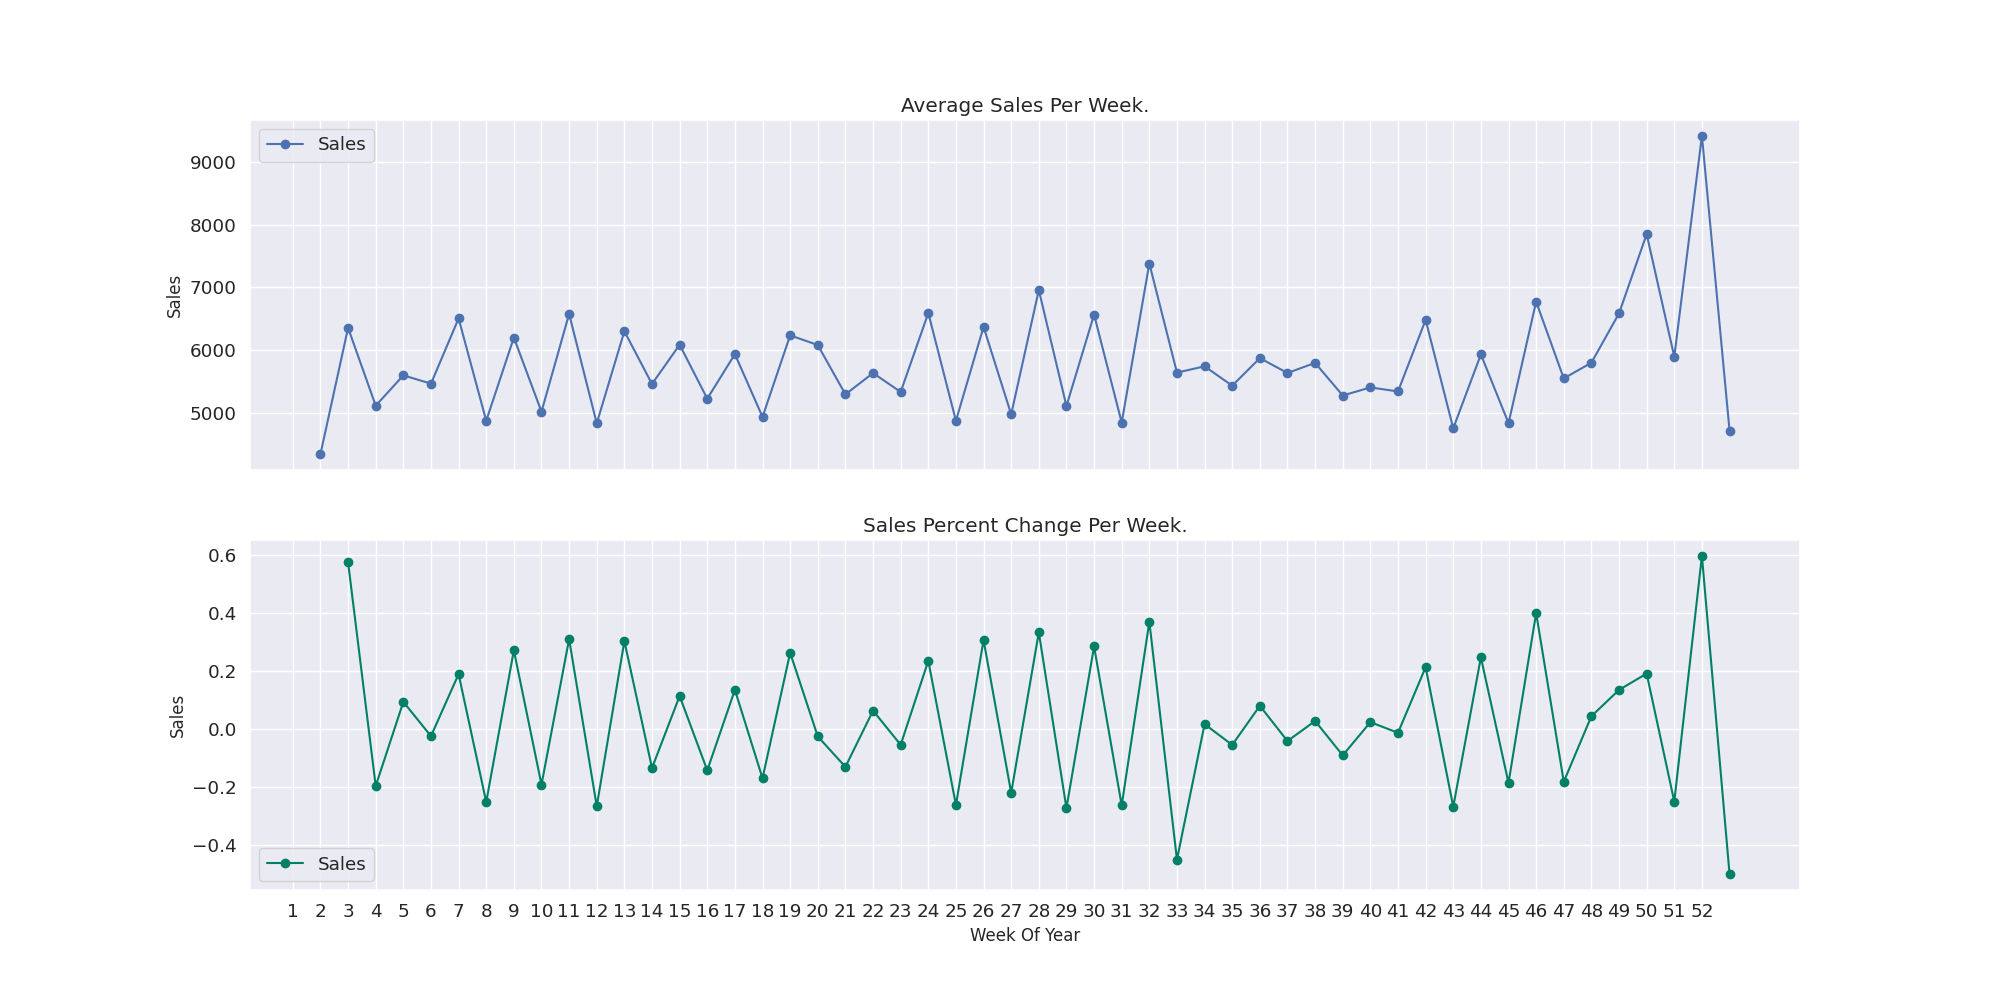 Average Sales Per Week.
Sales
9000
8000
7000
6000
5000
Sales
Sales Percent Change Per Week.
0.6
0.4
0.2
0.0
−0.2
−0.4
Sales
Sales
1 2 3 4 5 6 7 8 9 10 11 12 13 14 15 16 17 18 19 20 21 22 23 24 25 26 27 28 29 30 31 32 33 34 35 36 37 38 39 40 41 42 43 44 45 46 47 48 49 50 51 52
Week Of Year